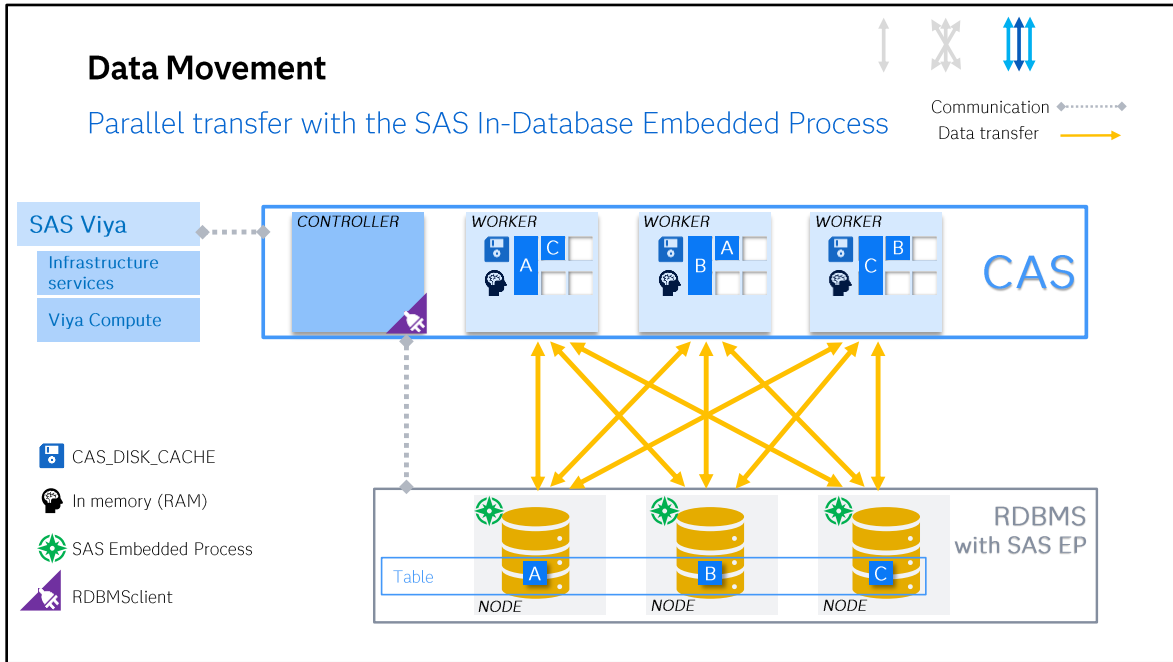 Data Movement
Parallel transfer with the SAS In-Database Embedded Process
Communication
Data transfer
SAS Viya
Infrastructure
services
Viya Compute
CONTROLLER
WORKER
A
C
WORKER
B
A
WORKER
C
B
CAS
CAS_DISK_CACHE
In memory (RAM)
SAS Embedded Process
RDBMSclient
RDBMS
with SAS EP
Table
A
B
C
NODE
NODE
NODE